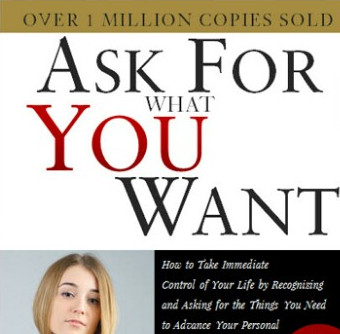 OVER 1 MILLION COPIES SOLD
ASK FOR
WHAT
YOU
WANT
How to Take Immediate
Control of Your Life by Recognising
and Asking for the Things You Need
to Advance Your Personal